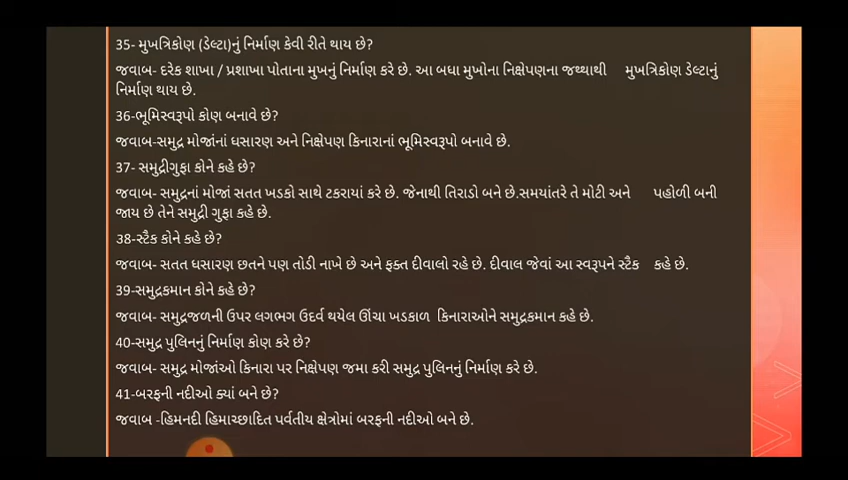 35- મુખત્રિકોણ (ડેલ્ટા)નું નિર્માણ કેવી રીતે થાય છે?
જવાબ- દરેક શાખા / પ્રશાખા પોતાના મુખનું નિર્માણ કરે છે. આ બધા મુખોના નિક્ષેપણના જથ્થાથી મુખત્રિકોણ ડેલ્ટાનું
નિર્માણ થાય છે.
36-ભૂમિસ્વરૂપો કોણ બનાવે છે?
જવાબ-સમુદ્ર મોજાંનાં ઘસારણ અને નિક્ષેપણ કિનારાનાં ભૂમિસ્વરૂપો બનાવે છે.
37- સમુદ્રીગુફા કોને કહે છે?
જવાબ- સમુદ્રનાં મોજાં સતત ખડકો સાથે ટકરાયાં કરે છે. જેનાથી તિરાડો બને છે.સમયાંતરે તે મોટી અને પહોળી બની
જાય છે તેને સમુદ્રી ગુફા કહે છે.
38-સ્ટૅક કોને કહે છે?
જવાબ- સતત ઘસારણ છતને પણ તોડી નાખે છે અને ફક્ત દીવાલો રહે છે. દીવાલ જેવાં આ સ્વરૂપને સ્ટૅક કહે છે.
39-સમુદ્રકમાન કોને કહે છે?
જવાબ- સમુદ્રજળની ઉપર લગભગ ઉદર્વ થયેલ ઊંચા ખડકાળ કિનારાઓને સમુદ્રકમાન કહે છે.
40-સમુદ્ર પુલિનનું નિર્માણ કોણ કરે છે?
જવાબ- સમુદ્ર મોજાંઓ કિનારા પર નિક્ષેપણ જમા કરી સમુદ્ર પુલિનનું નિર્માણ કરે છે.
41-બરફની નદીઓ ક્યાં બને છે?
જવાબ -હિમનદી હિમાચ્છાદિત પર્વતીય ક્ષેત્રોમાં બરફની નદીઓ બને છે.